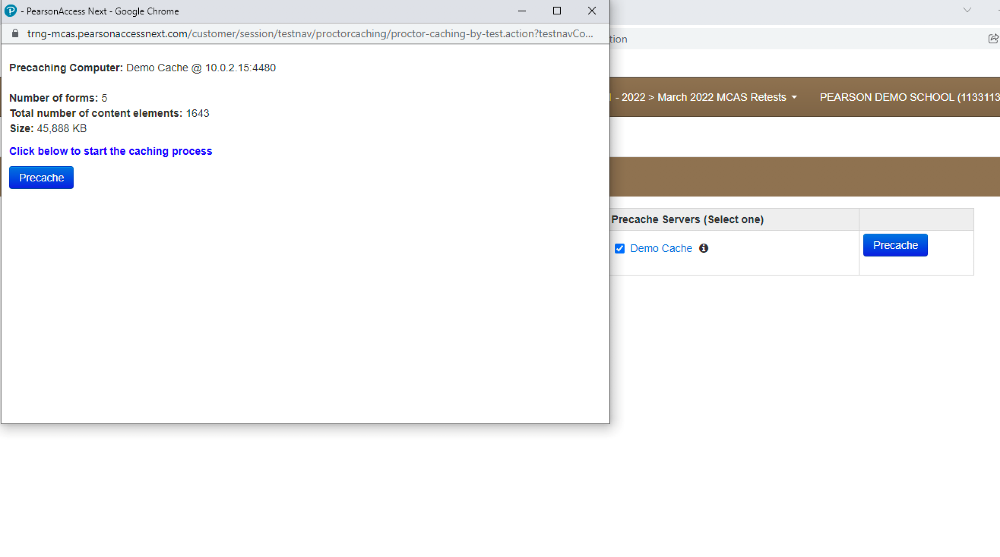 - PearsonAccess Next - Google Chrome
trng-mcas.pearsonaccessnext.com/customer/session/testnav/proctorcaching/proctor-caching-by-test.action?testnavCo...
tion
Precaching Computer: Demo Cache @ 10.0.2.15:4480
- 2022 > March 2022 MCAS Retests
PEARSON DEMO SCHOOL (1133113
Number of forms: 5
Total number of content elements: 1643
Size: 45,888 KB
Click below to start the caching process
Precache
Precache Servers (Select one)
Demo Cache
Precache